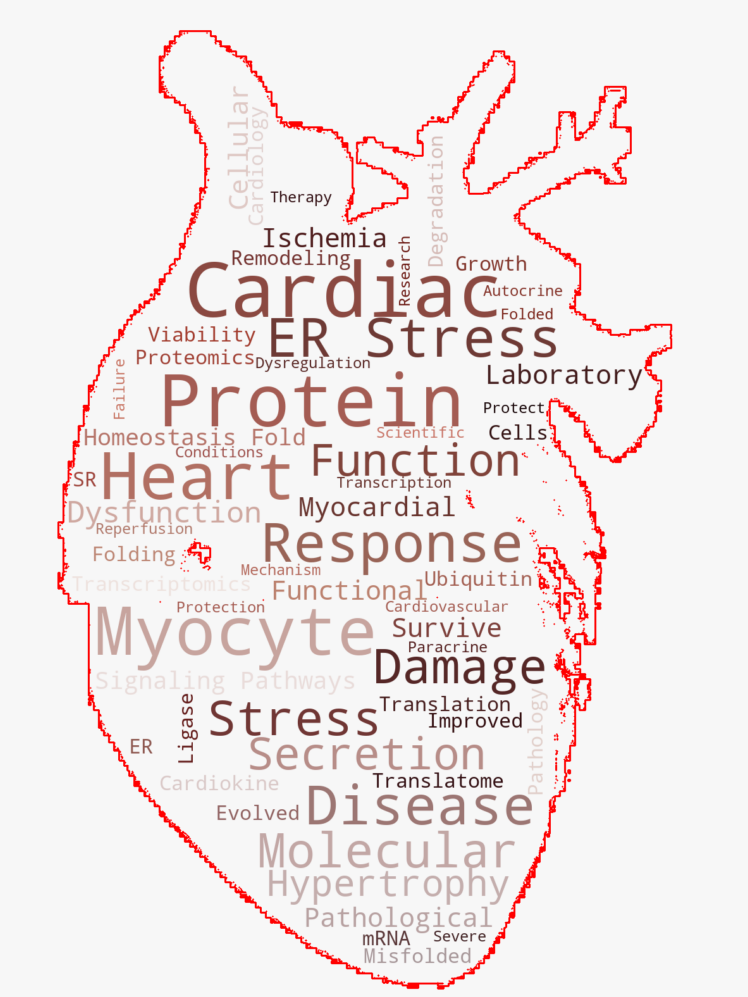 Cellular
Cardiology
Therapy
Degradation
Ischemia
Remodeling
Research
Growth
Cardiac
Autocrine
Folded
Viability
ER Stress
Proteomics
Dysregulation
Failure
Laboratory
Protein
Protect
Homeostasis
Fold
Scientific
Cells
Conditions
Function
SR
Heart
Transcription
Dysfunction
Myocardial
Reperfusion
Response
Folding
Mechanism
Transcriptomics
Functional
Ubiquitin
Protection
Cardiovascular
Myocyte
Survive
Paracrine
Damage
Signaling Pathways
Pathology
Ligase
Stress
Translation
Improved
ER
Secretion
Cardiokine
Translatome
Evolved
Disease
Molecular
Hypertrophy
Pathological
mRNA
Severe
Misfolded